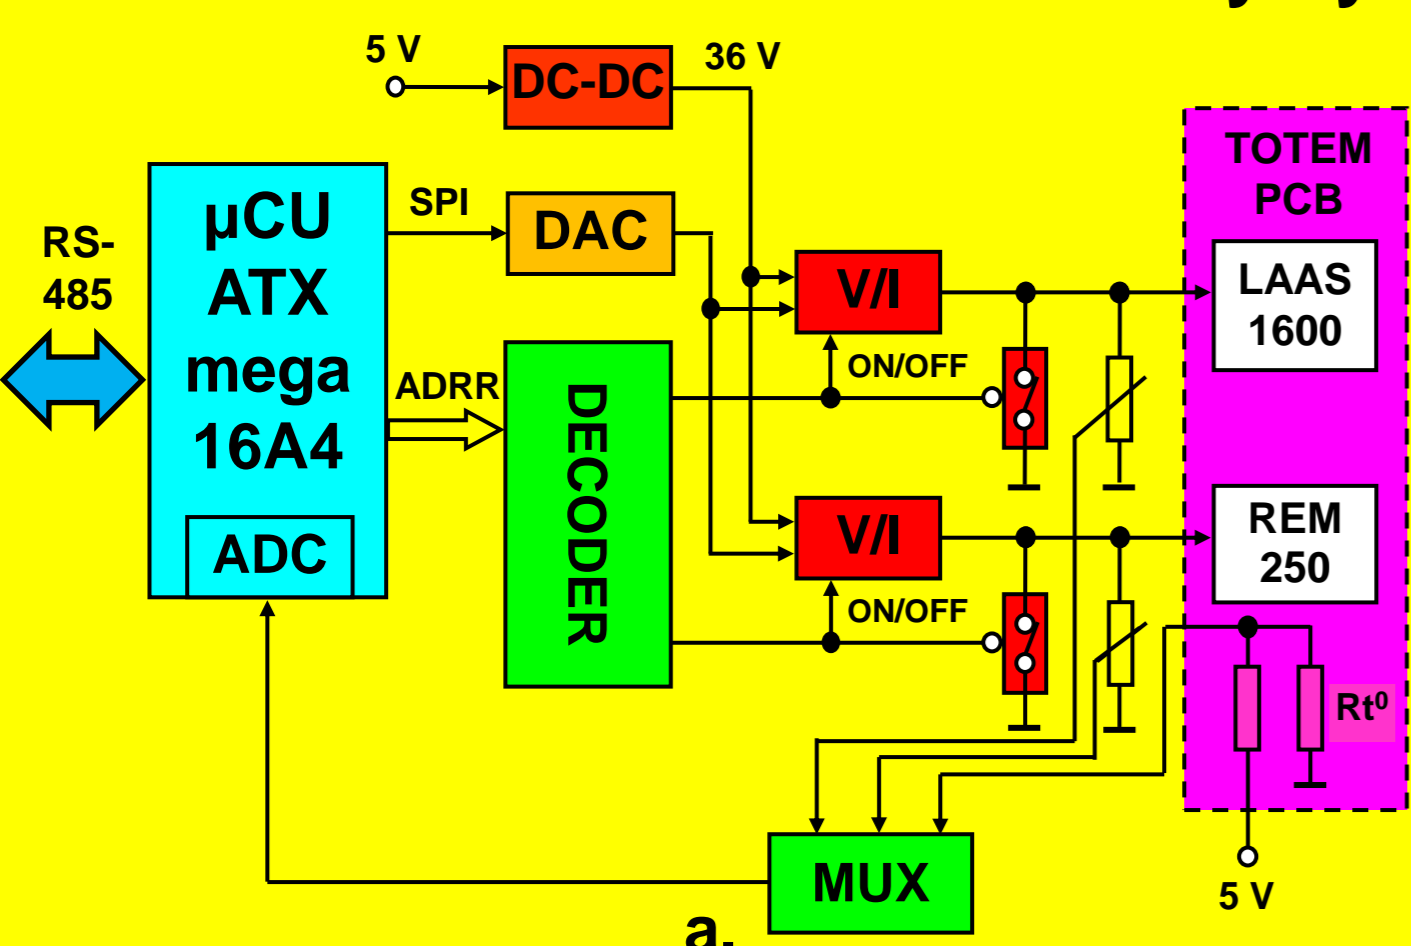 5 V
DC-DC
36 V
TOTEM
PCB
µCU
ATX
mega
16A4
SPI
DAC
RS-
485
V/I
LAAS
1600
ADRR
DECODER
ON/OFF
V/I
REM
250
ADC
ON/OFF
Rt⁰
MUX
5 V
a.